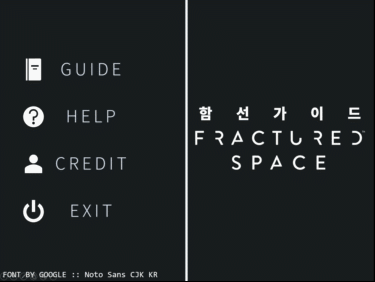 GUIDE
HELP
CREDIT
EXIT
FONT BY GOOGLE :: Noto Sans CJK KR
함 선 가 이 드
FRACTURED
SPACE